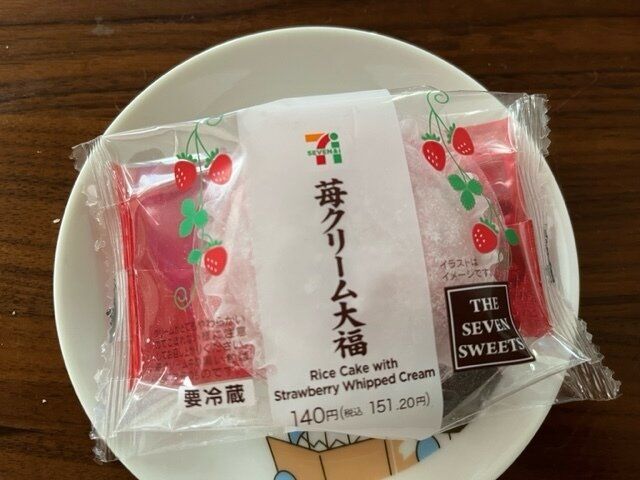 7i
SEVEN&i
苺クリーム大福
Rice Cake with
Strawberry Whipped Cream
140円(税込 151.20円)
イラストは
イメージです。
THE
SEVEN
SWEETS
要冷蔵